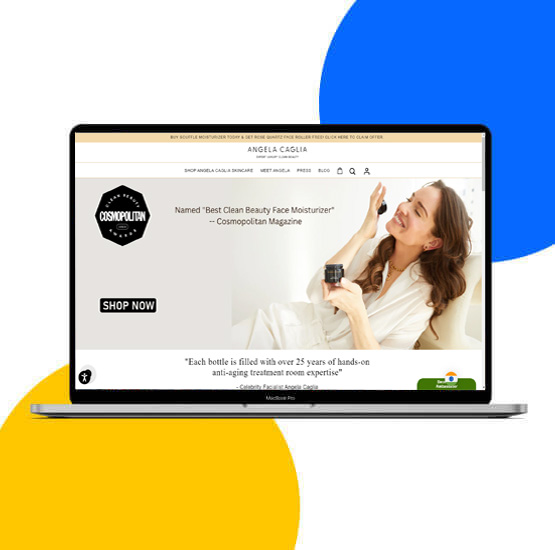 BUY SOUFFLE MOISTURIZER TODAY & GET ROSE QUARTZ FACE ROLLER FREE! CLICK HERE TO CLAIM OFFER
ANGELA CAGLIA
SHOP ANGELA CAGLIA SKINCARE MEET ANGELA PRESS BLOG
CLEAN BEAUTY
COSMOPOLITAN
AWARDS
Named "Best Clean Beauty Face Moisturizer"
-- Cosmopolitan Magazine
SHOP NOW
"Each bottle is filled with over 25 years of hands-on
anti-aging treatment room expertise"
- Celebrity Facialist Angela Caglia
MacBook Pro